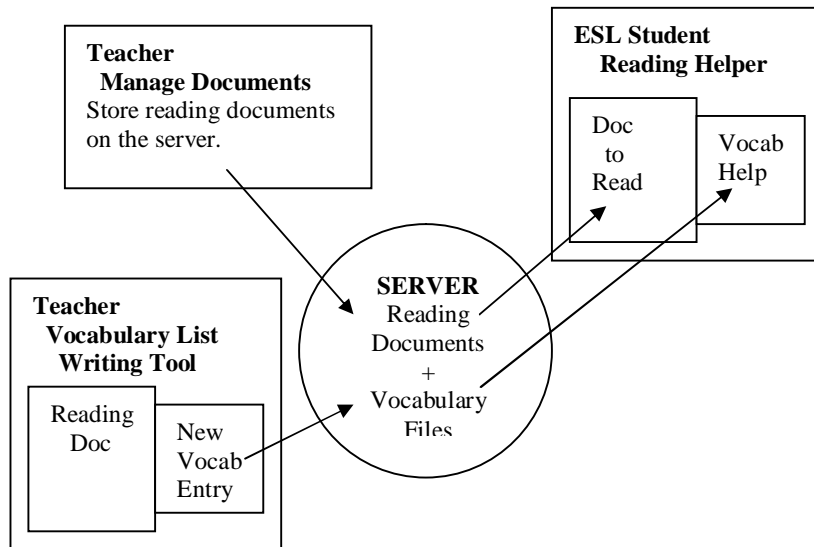 Teacher
Manage Documents
Store reading documents
on the server.
ESL Student
Reading Helper
Doc
to
Read
Vocab
Help
SERVER
Reading
Documents
+
Vocabulary
Files
Teacher
Vocabulary List
Writing Tool
Reading
Doc
New
Vocab
Entry